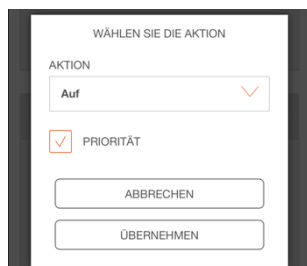 WÄHLEN SIE DIE AKTION
AKTION
Auf
PRIORITÄT
ABBRECHEN
ÜBERNEHMEN